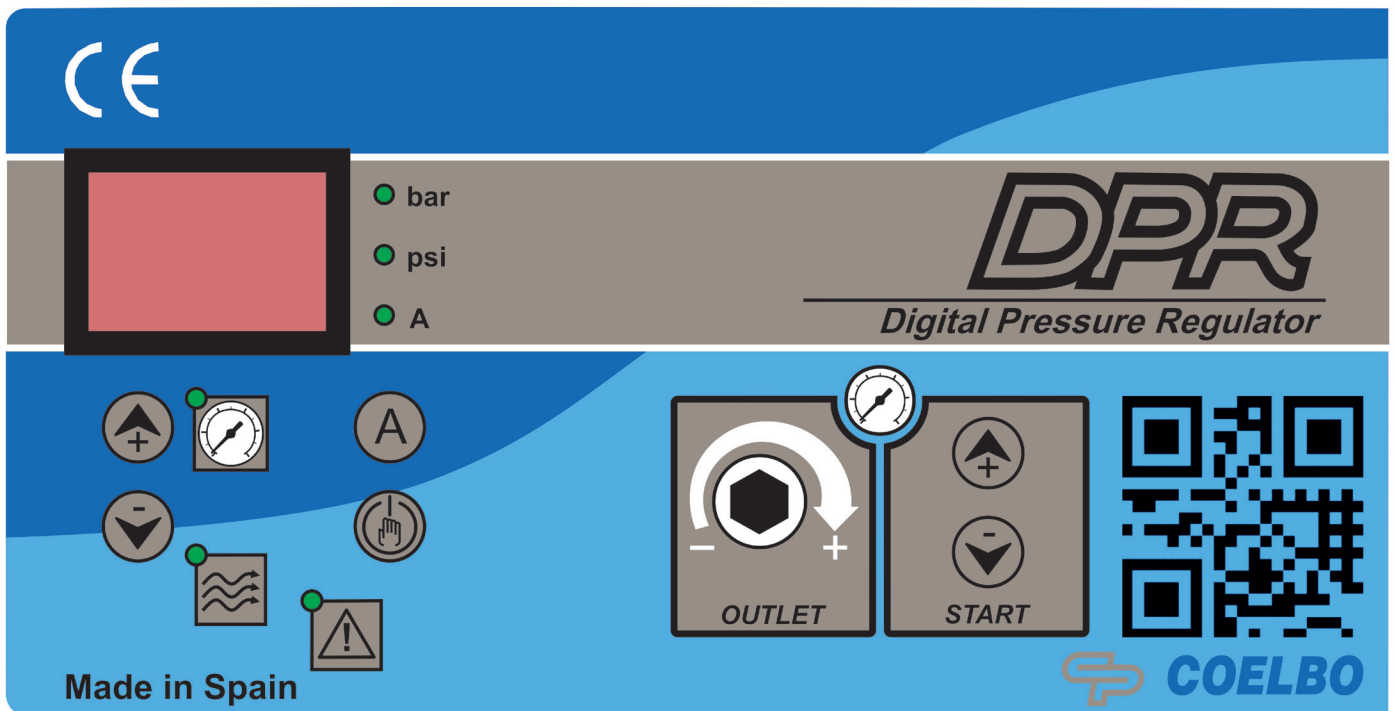 CE
bar
psi
A
DPR
Digital Pressure Regulator
+
A
-
- +
OUTLET
+
-
START
Made in Spain
!
COELBO